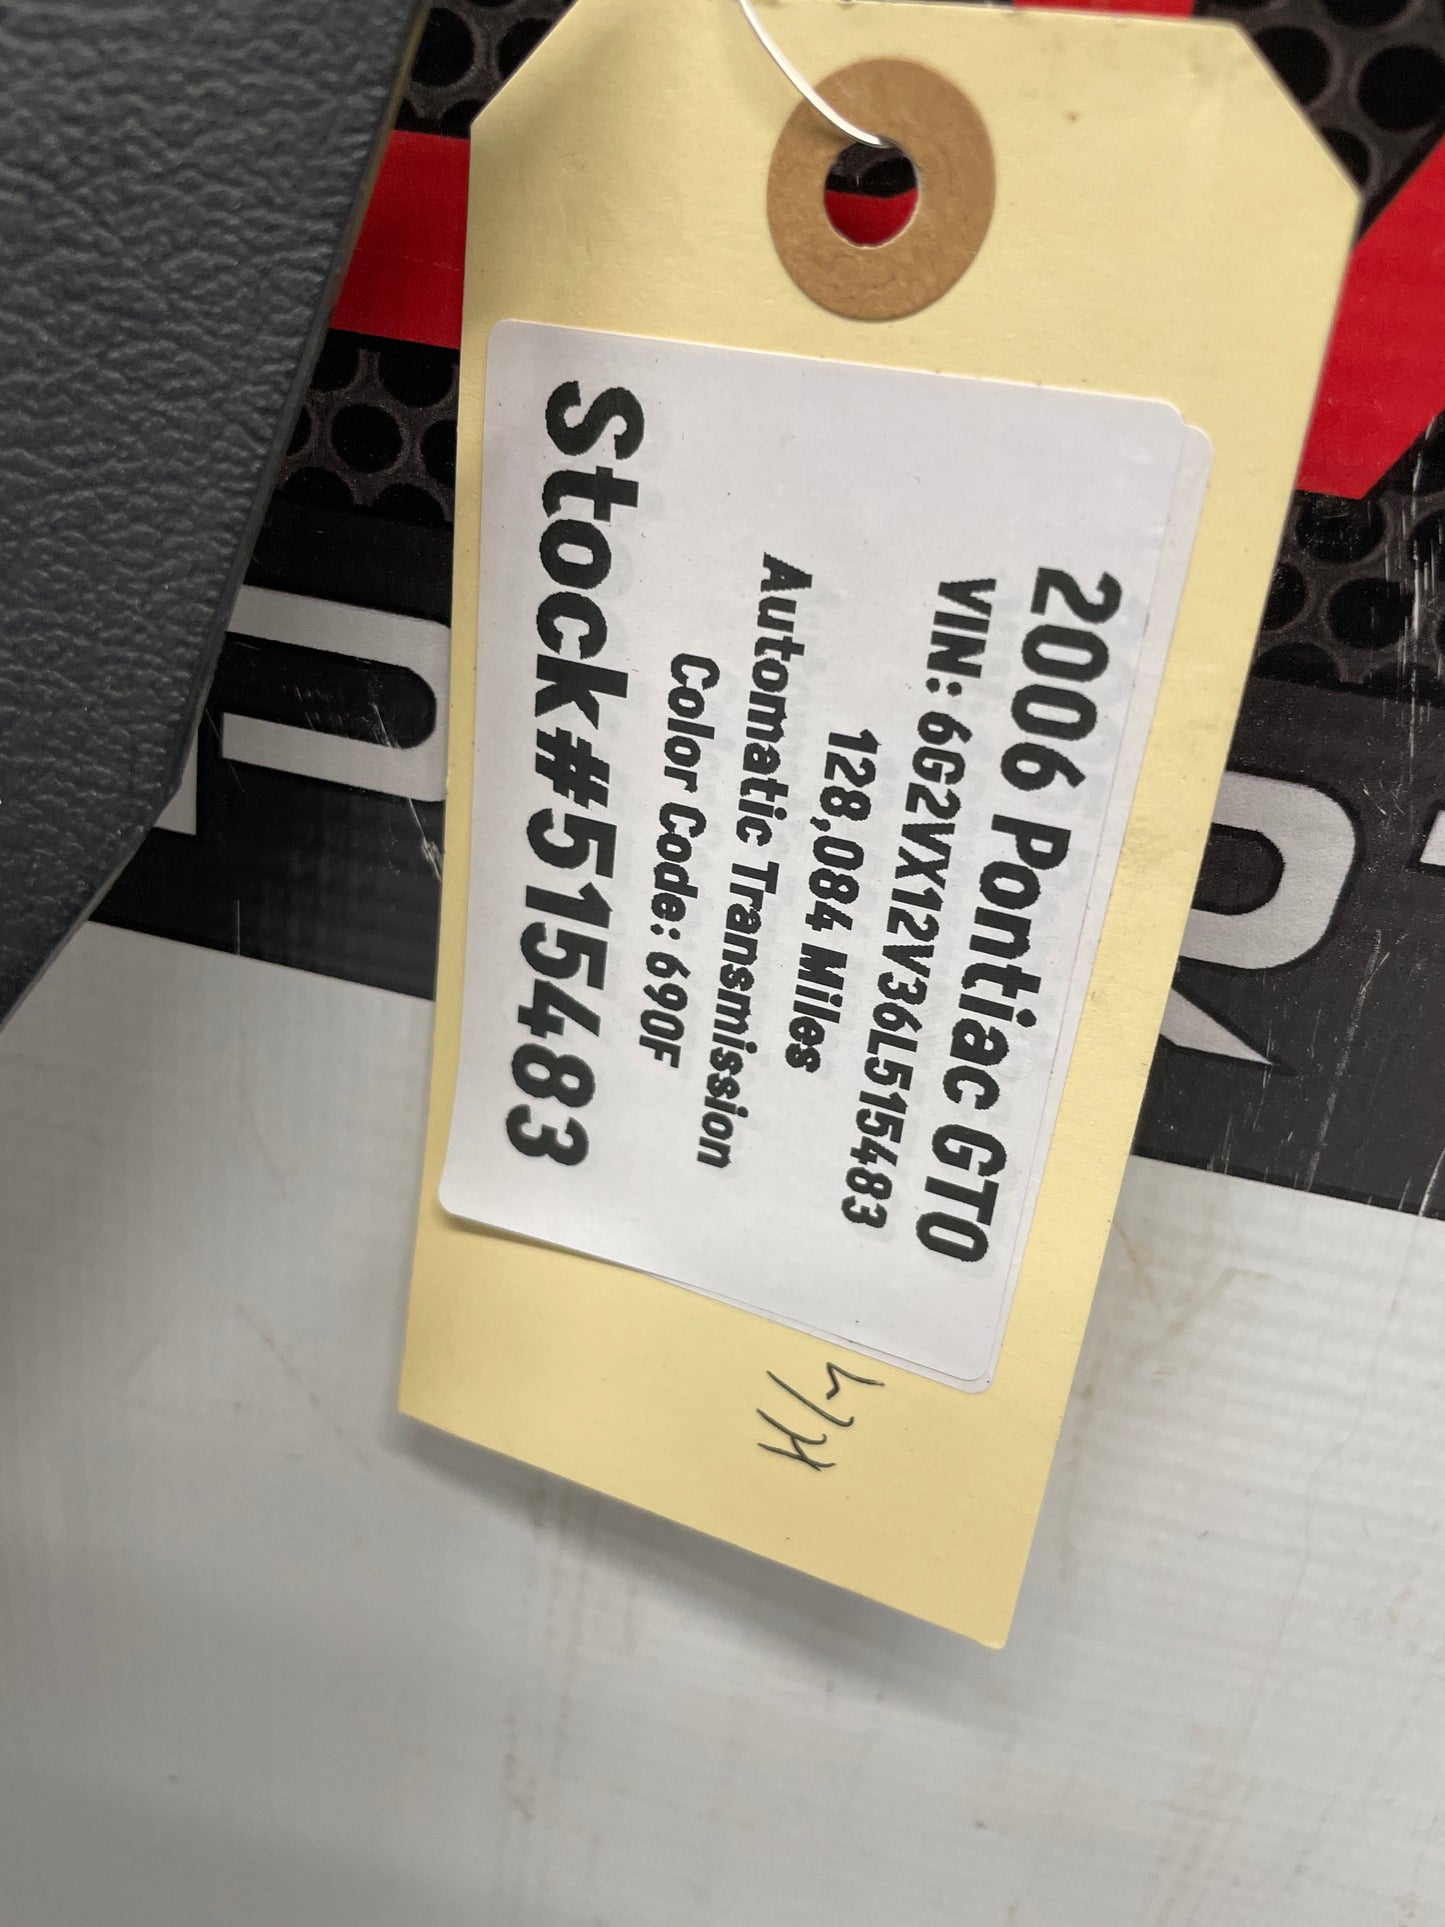 2006 Pontiac GTO
VIN: 6G2VX12V36L515483
128,084 Miles
Automatic Transmission
Color Code: 690F
Stock#515483